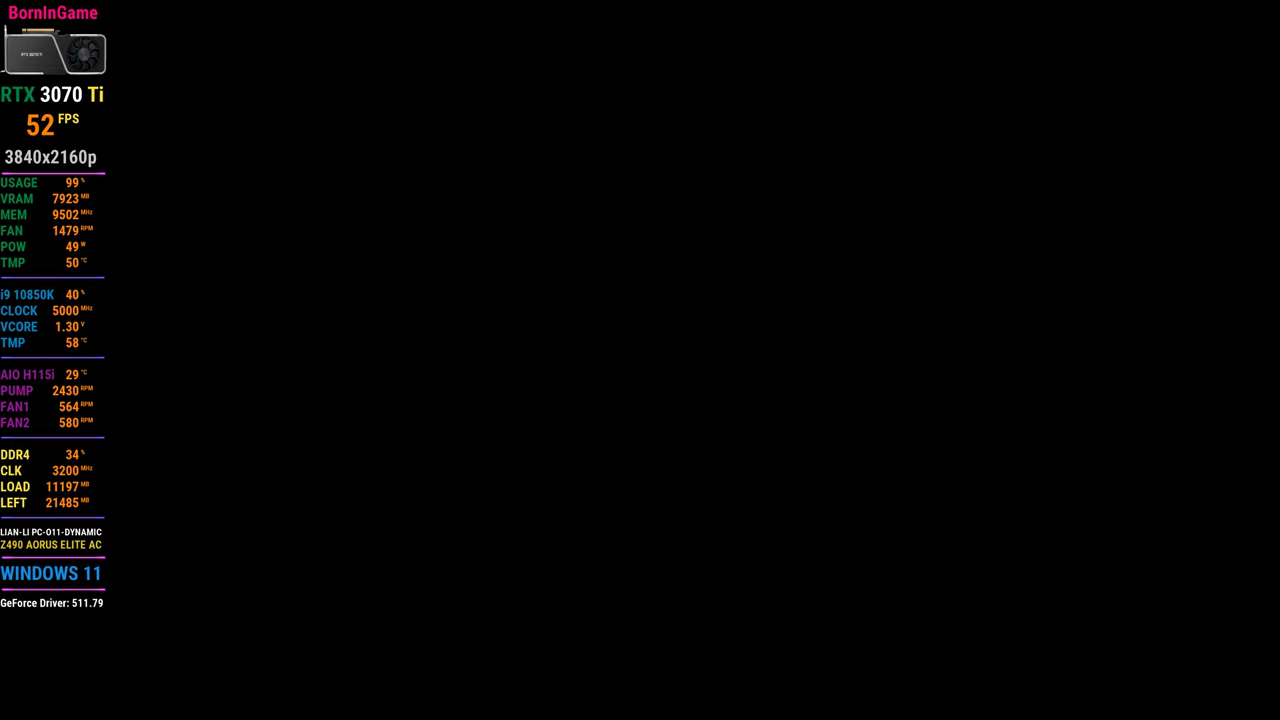 BornInGame
RTX 3070 Ti
RTX 3070 Ti
52 FPS
3840x2160p
USAGE 99 %
VRAM 7923 MB
MEM 9502 MHz
FAN 1479 RPM
POW 49 W
TMP 50 °C
i9 10850K 40 %
CLOCK 5000 MHz
VCORE 1.30 V
TMP 58 °C
AIO H115i 29 °C
PUMP 2430 RPM
FAN1 564 RPM
FAN2 580 RPM
DDR4 34 %
CLK 3200 MHz
LOAD 11197 MB
LEFT 21485 MB
LIAN-LI PC-O11-DYNAMIC
Z490 AORUS ELITE AC
WINDOWS 11
GeForce Driver: 511.79